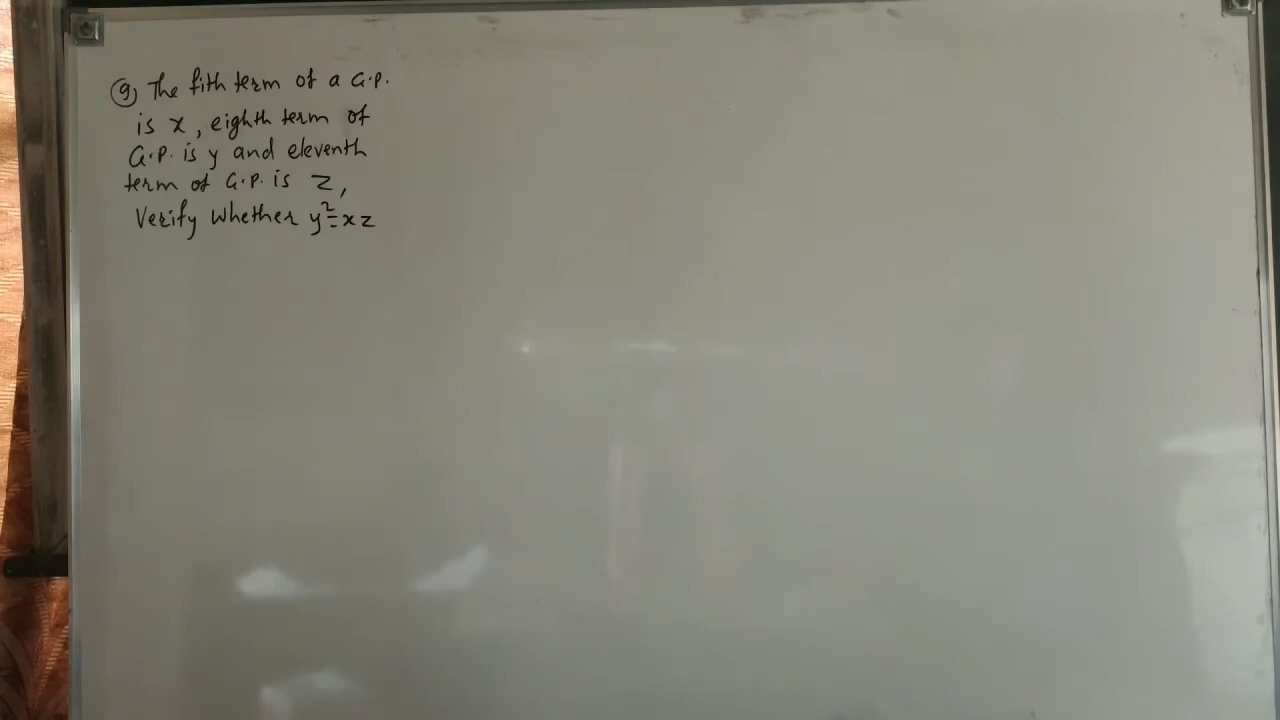 9) The fith term of a G.P.
is x, eighth term of
G.P. is y and eleventh
term of G.P. is z,
Verify whether y²=xz